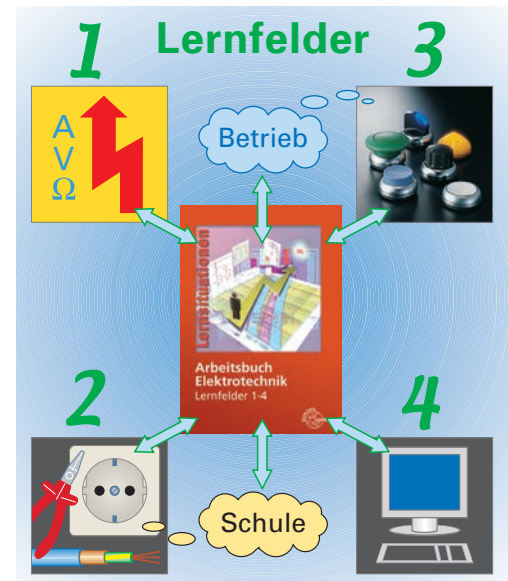 Lernfelder
1
3
A
V
Ω
Betrieb
Lernsituationen
Arbeitsbuch
Elektrotechnik
Lernfelder 1-4
2
4
Schule